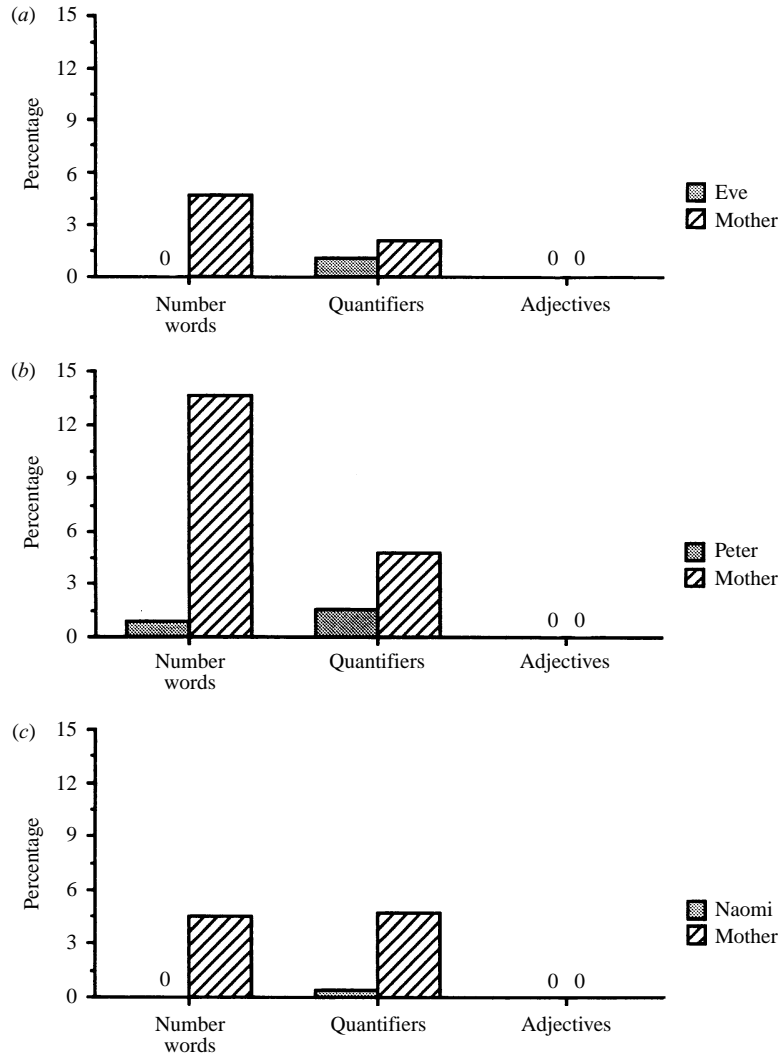 (a)
Percentage
15
12
9
6
3
0
0
0 0
Number
words
Quantifiers
Adjectives
Eve
Mother
(b)
Percentage
15
12
9
6
3
0
0 0
Number
words
Quantifiers
Adjectives
Peter
Mother
(c)
Percentage
15
12
9
6
3
0
0
0 0
Number
words
Quantifiers
Adjectives
Naomi
Mother